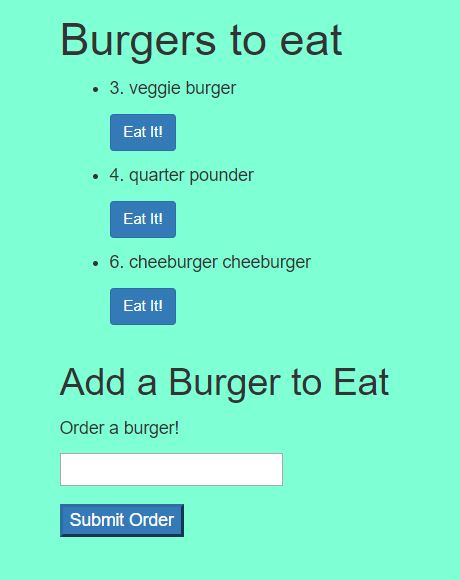 Burgers to eat
3. veggie burger
Eat It!
4. quarter pounder
Eat It!
6. cheeburger cheeburger
Eat It!
Add a Burger to Eat
Order a burger!
Submit Order